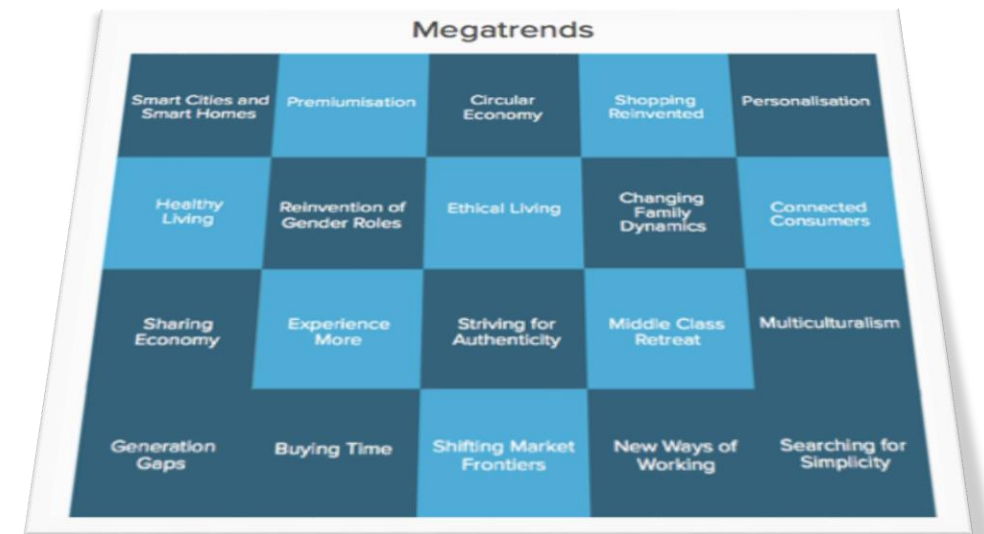 Megatrends
Smart Cities and
Smart Homes
Premiumisation
Circular
Economy
Shopping
Reinvented
Personalisation
Healthy
Living
Reinvention of
Gender Roles
Ethical Living
Changing
Family
Dynamics
Connected
Consumers
Sharing
Economy
Experience
More
Striving for
Authenticity
Middle Class
Retreat
Multiculturalism
Generation
Gaps
Buying Time
Shifting Market
Frontiers
New Ways of
Working
Searching for
Simplicity